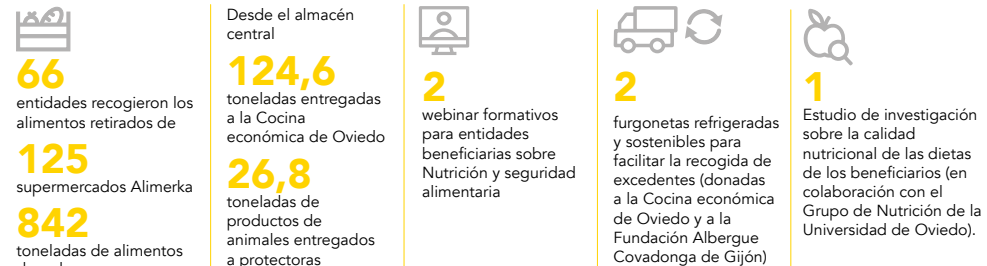 66
entidades recogieron los
alimentos retirados de
125
supermercados Alimerka
842
toneladas de alimentos
Desde el almacén
central
124,6
toneladas entregadas
a la Cocina
económica de Oviedo
26,8
toneladas de
productos de
animales entregados
a protectoras
2
webinar formativos
para entidades
beneficiarias sobre
Nutrición y seguridad
alimentaria
2
furgonetas refrigeradas
y sostenibles para
facilitar la recogida de
excedentes (donadas
a la Cocina económica
de Oviedo y a la
Fundación Albergue
Covadonga de Gijón)
1
Estudio de investigación
sobre la calidad
nutricional de las dietas
de los beneficiarios (en
colaboración con el
Grupo de Nutrición de la
Universidad de Oviedo).